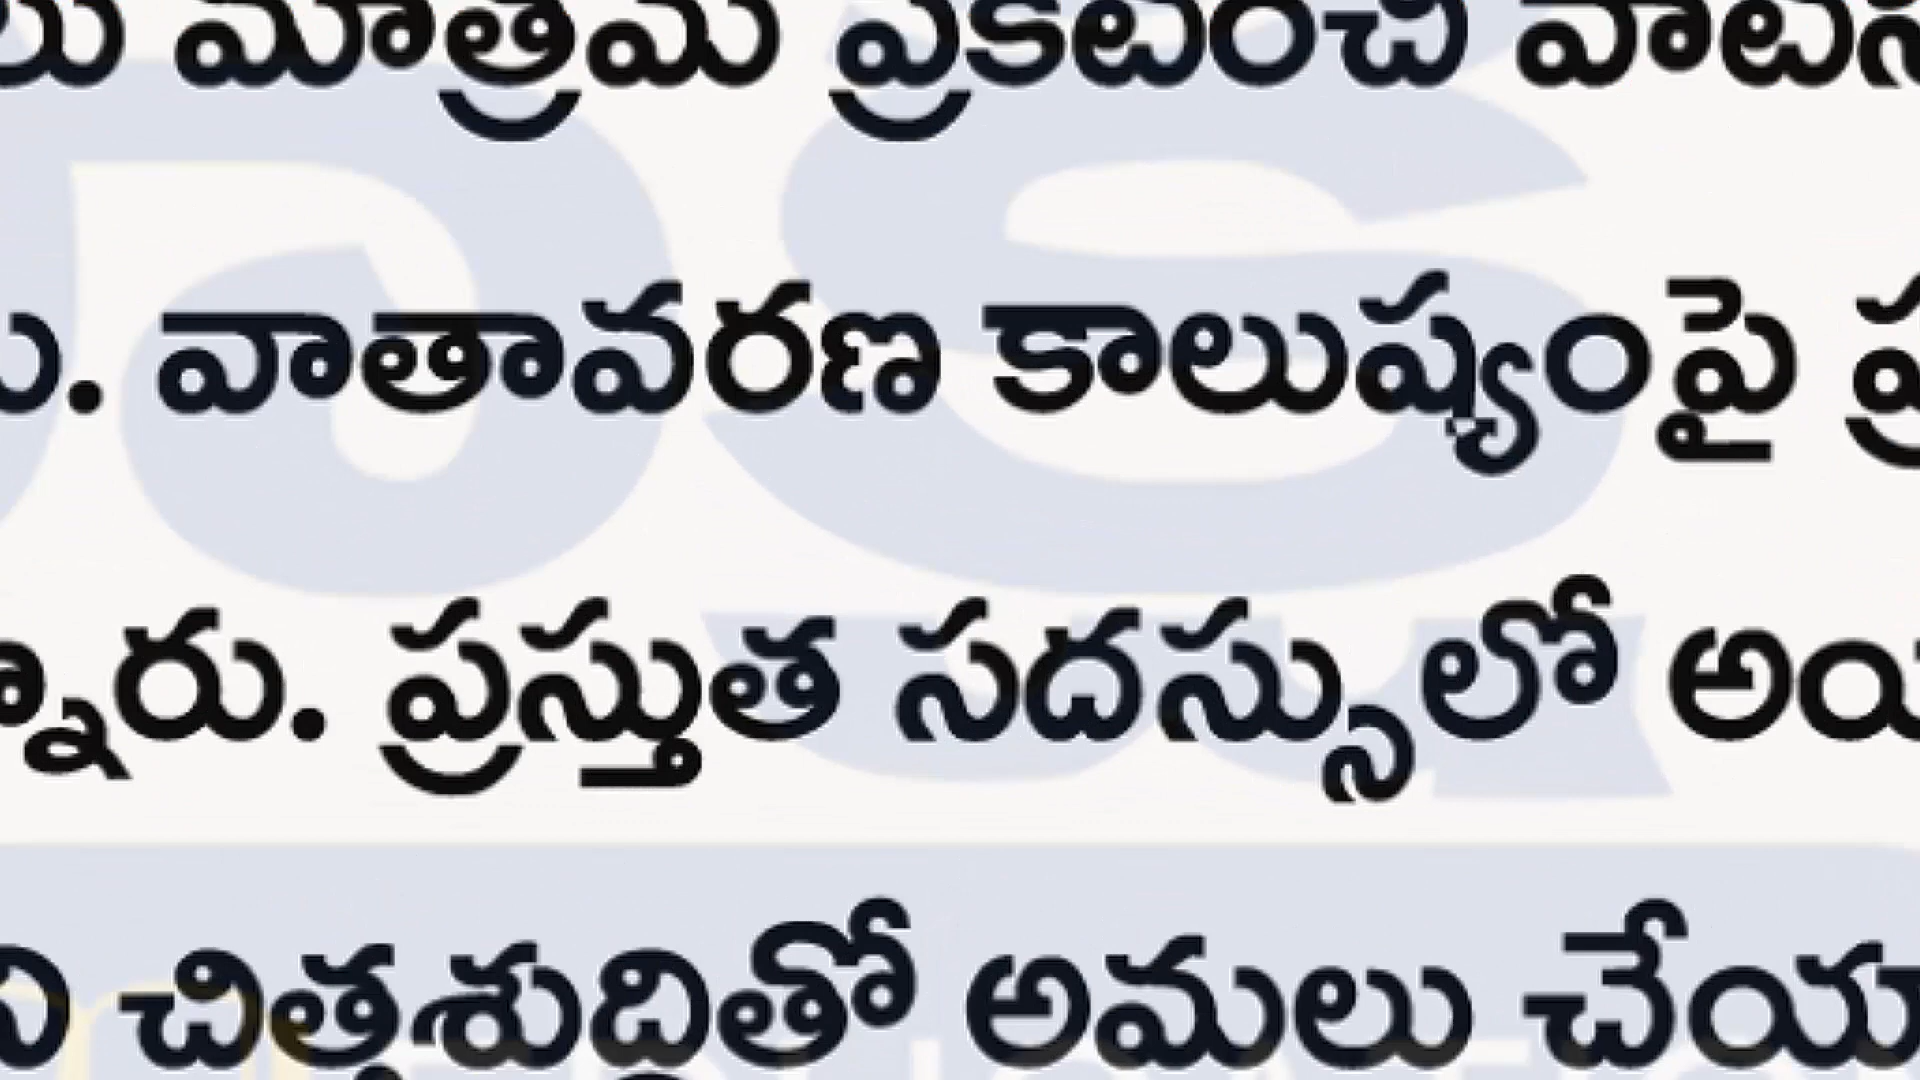 లు మాత్రమే ప్రకటించి వాటిని
. వాతావరణ కాలుష్యంపై
న్నారు. ప్రస్తుత సదస్సులో
చిత్తశుద్ధితో అమలు